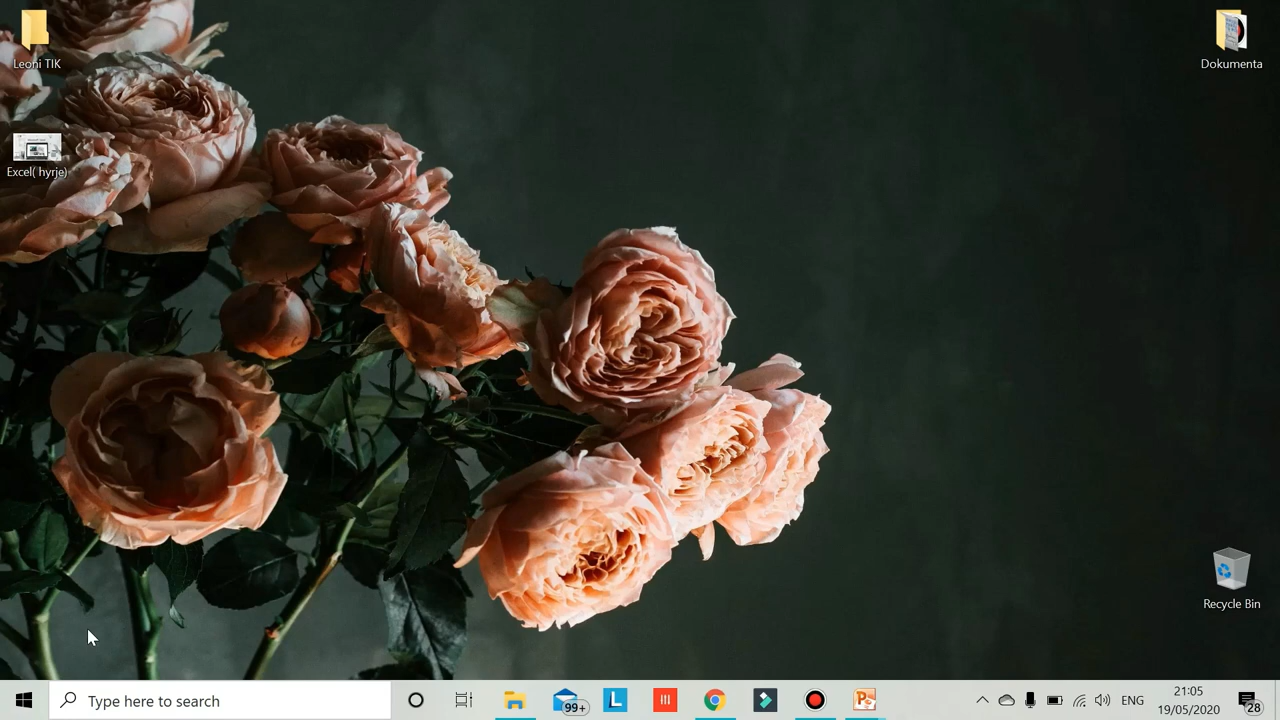 Leoni TIK
Excel( hyrje)
Dokumenta
Recycle Bin
Type here to search
99+
L
ENG
21:05
19/05/2020
28